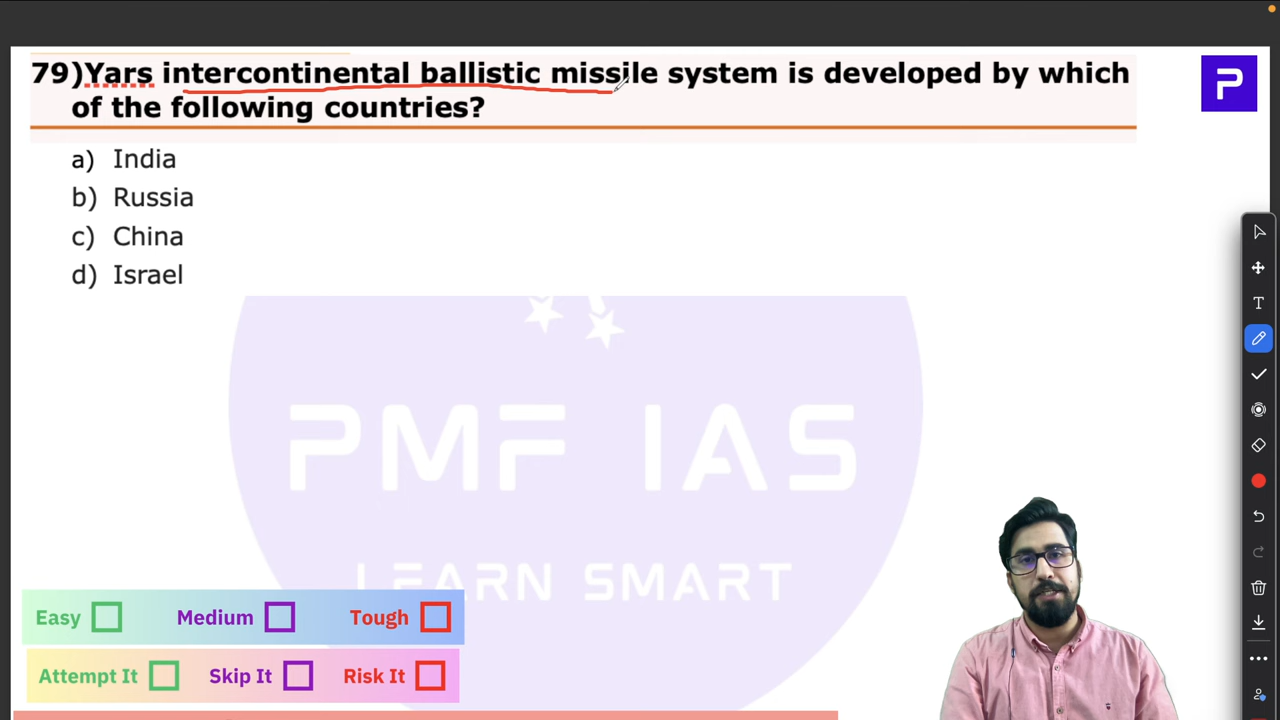 79)Yars intercontinental ballistic missile system is developed by which
of the following countries?
a) India
b) Russia
c) China
d) Israel
PMF IAS
LEARN SMART
Easy Medium Tough
Attempt It Skip It Risk It
P
T